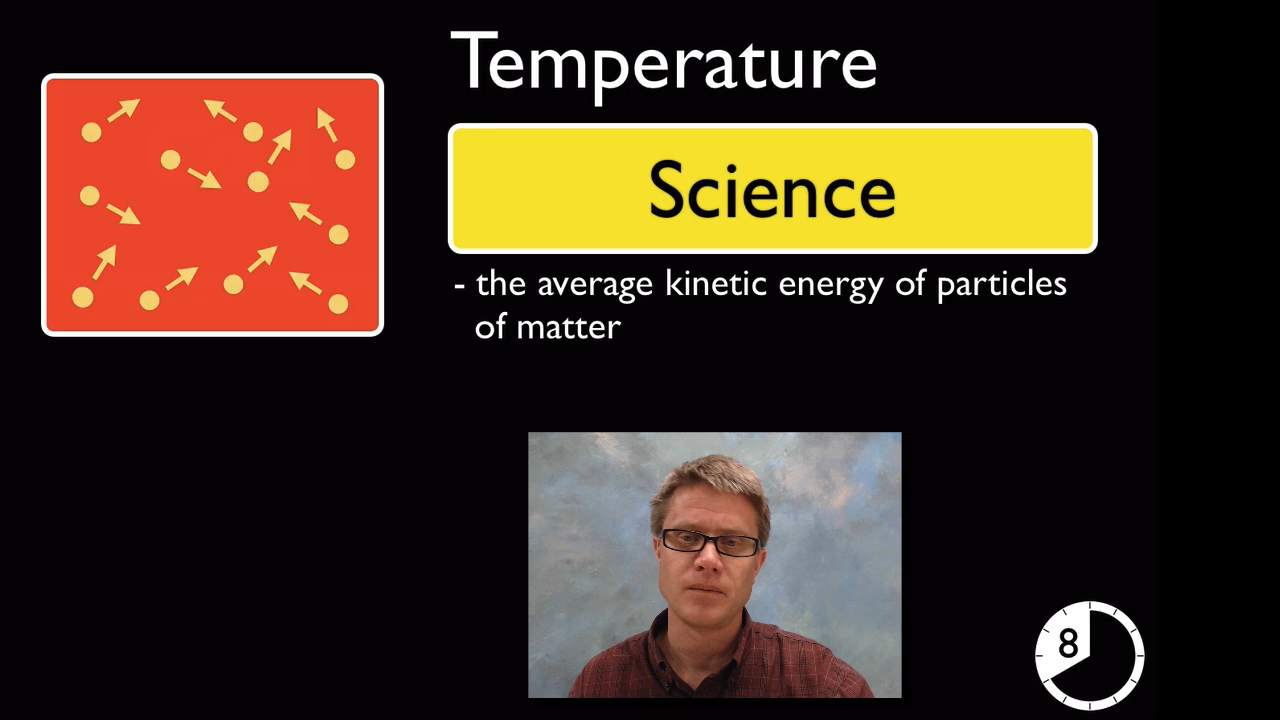 Temperature
Science
- the average kinetic energy of particles
of matter
8